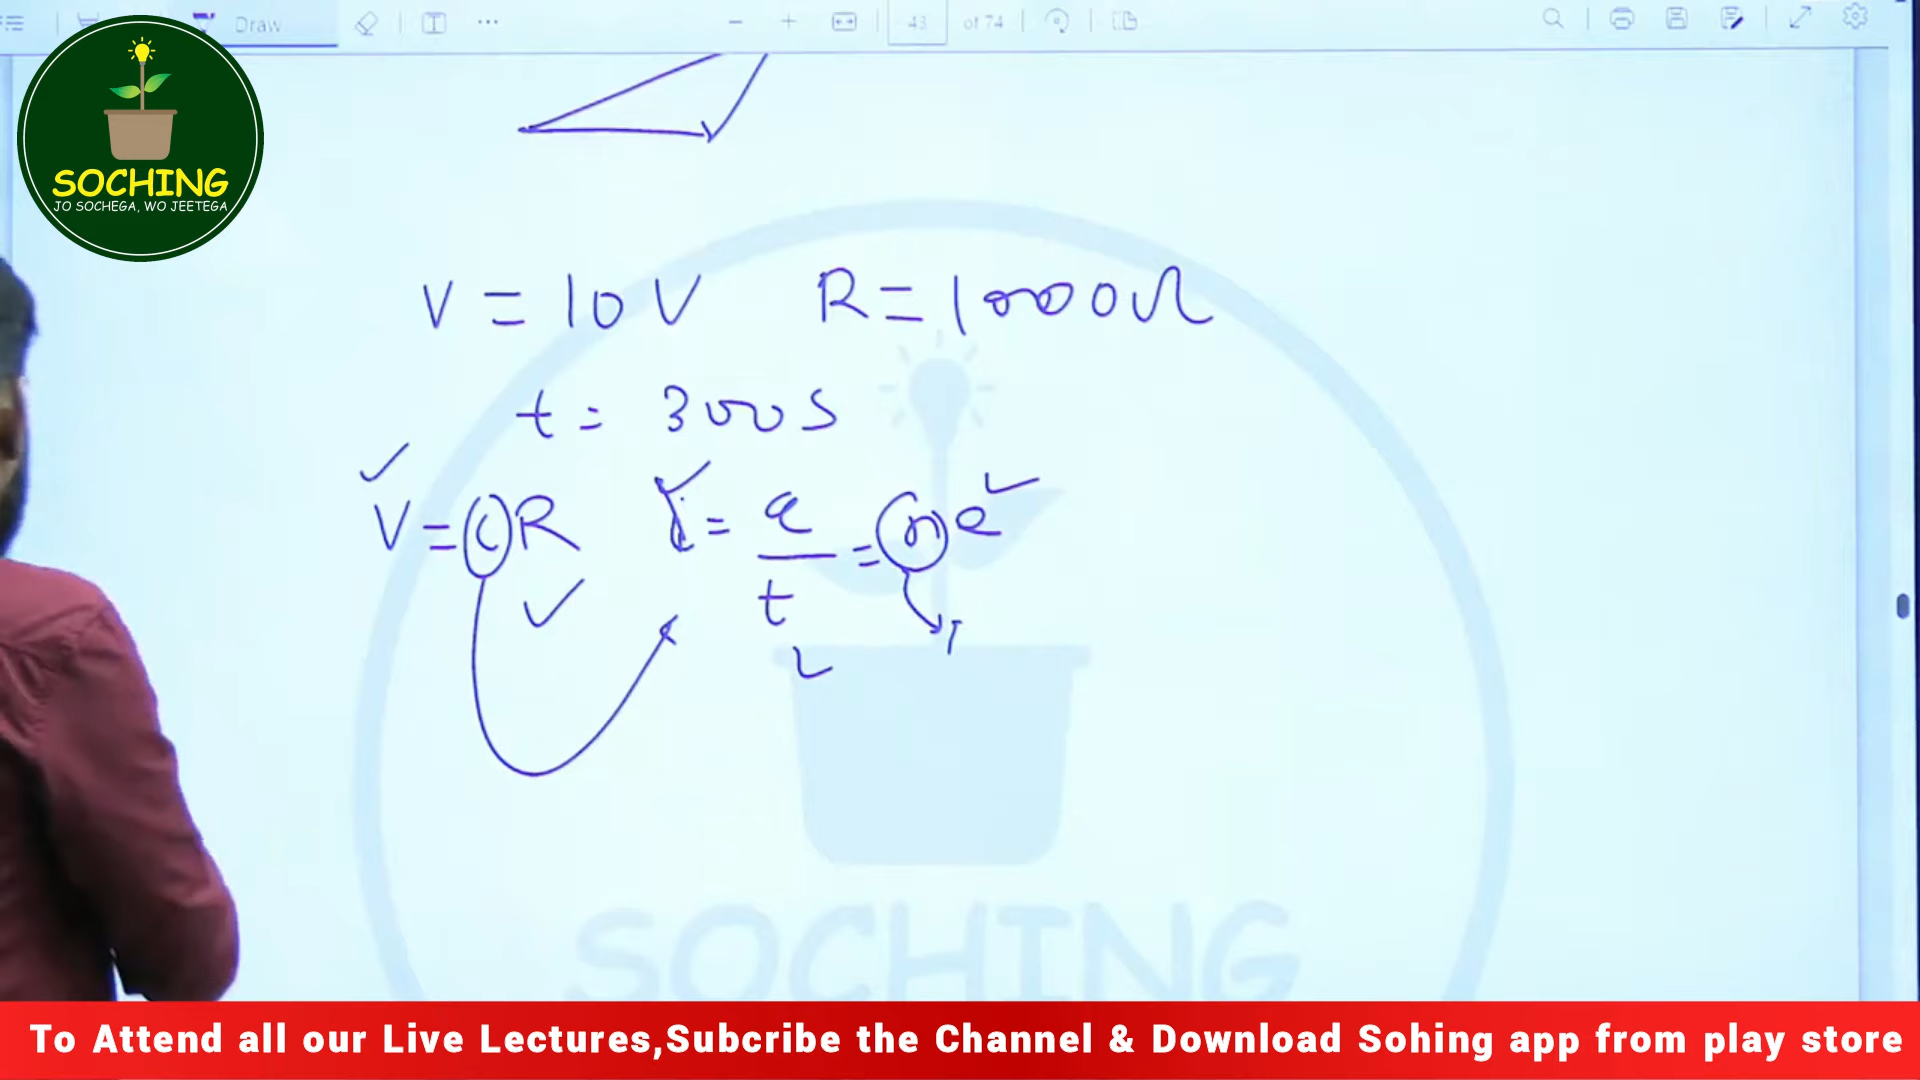 Draw
43 of 74
SOCHING
JO SOCHEGA, WO JEETEGA
V = 10 V R = 1000Ω
t = 300 s
V = iR i = q/t = ne
SOCHING
To Attend all our Live Lectures,Subcribe the Channel & Download Sohing app from play store